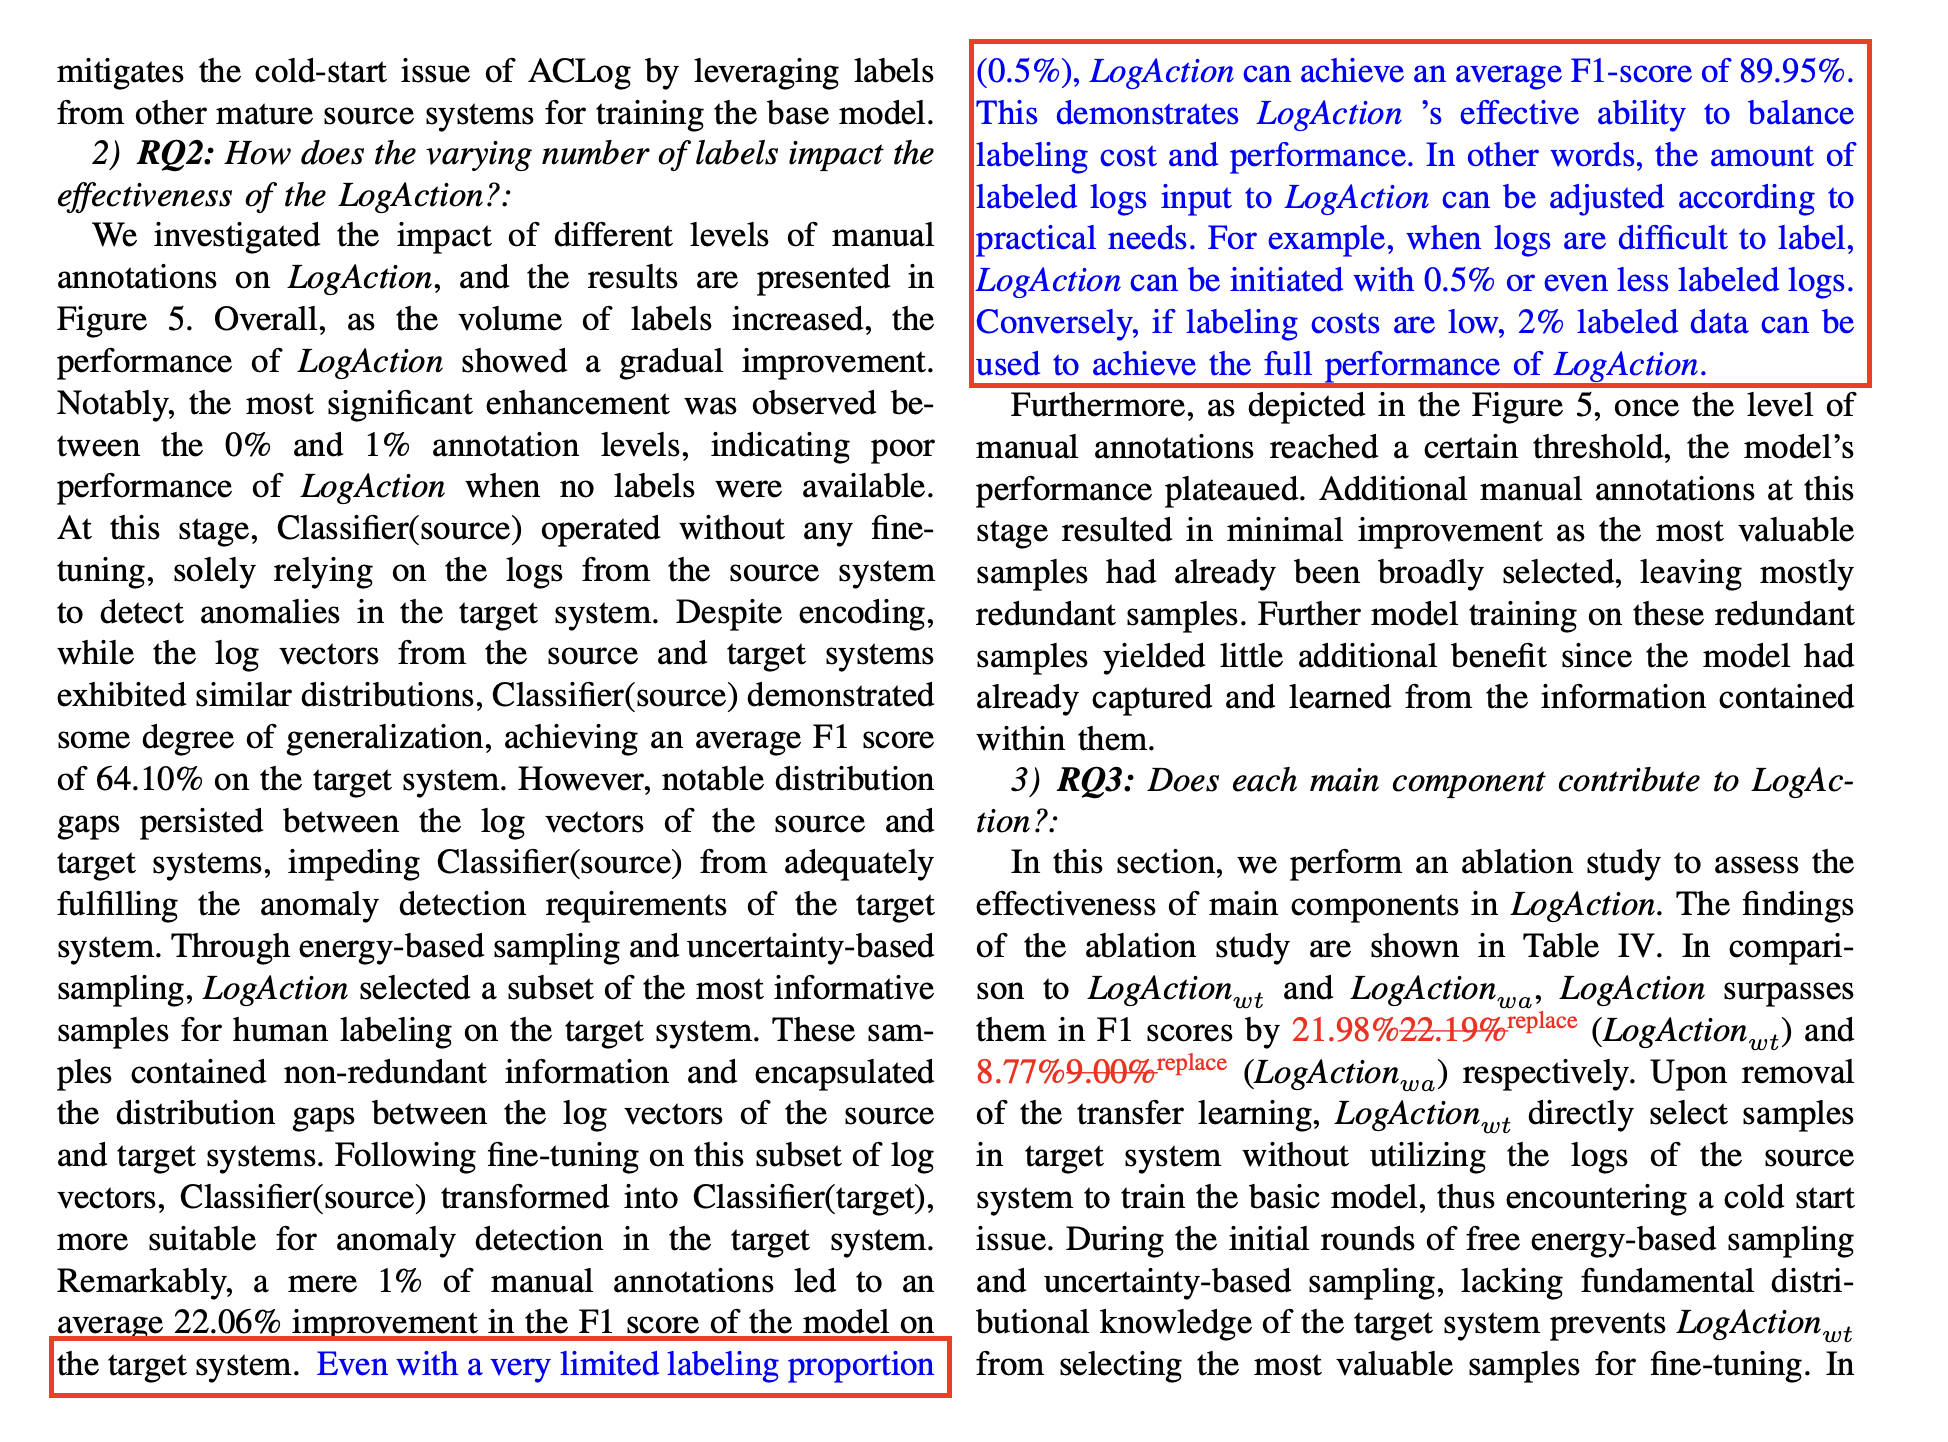 mitigates the cold-start issue of ACLog by leveraging labels
from other mature source systems for training the base model.
2) RQ2: How does the varying number of labels impact the
effectiveness of the LogAction?:
We investigated the impact of different levels of manual
annotations on LogAction, and the results are presented in
Figure 5. Overall, as the volume of labels increased, the
performance of LogAction showed a gradual improvement.
Notably, the most significant enhancement was observed be-
tween the 0% and 1% annotation levels, indicating poor
performance of LogAction when no labels were available.
At this stage, Classifier(source) operated without any fine-
tuning, solely relying on the logs from the source system
to detect anomalies in the target system. Despite encoding,
while the log vectors from the source and target systems
exhibited similar distributions, Classifier(source) demonstrated
some degree of generalization, achieving an average F1 score
of 64.10% on the target system. However, notable distribution
gaps persisted between the log vectors of the source and
target systems, impeding Classifier(source) from adequately
fulfilling the anomaly detection requirements of the target
system. Through energy-based sampling and uncertainty-based
sampling, LogAction selected a subset of the most informative
samples for human labeling on the target system. These sam-
ples contained non-redundant information and encapsulated
the distribution gaps between the log vectors of the source
and target systems. Following fine-tuning on this subset of log
vectors, Classifier(source) transformed into Classifier(target),
more suitable for anomaly detection in the target system.
Remarkably, a mere 1% of manual annotations led to an
average 22.06% improvement in the F1 score of the model on
the target system. Even with a very limited labeling proportion
(0.5%), LogAction can achieve an average F1-score of 89.95%.
This demonstrates LogAction 's effective ability to balance
labeling cost and performance. In other words, the amount of
labeled logs input to LogAction can be adjusted according to
practical needs. For example, when logs are difficult to label,
LogAction can be initiated with 0.5% or even less labeled logs.
Conversely, if labeling costs are low, 2% labeled data can be
used to achieve the full performance of LogAction.
Furthermore, as depicted in the Figure 5, once the level of
manual annotations reached a certain threshold, the model's
performance plateaued. Additional manual annotations at this
stage resulted in minimal improvement as the most valuable
samples had already been broadly selected, leaving mostly
redundant samples. Further model training on these redundant
samples yielded little additional benefit since the model had
already captured and learned from the information contained
within them.
3) RQ3: Does each main component contribute to LogAc-
tion?:
In this section, we perform an ablation study to assess the
effectiveness of main components in LogAction. The findings
of the ablation study are shown in Table IV. In compari-
son to LogActionwt and LogActionwa, LogAction surpasses
them in F1 scores by 21.98%22.19%replace (LogActionwt) and
8.77%9.00%replace (LogActionwa) respectively. Upon removal
of the transfer learning, LogActionwt directly select samples
in target system without utilizing the logs of the source
system to train the basic model, thus encountering a cold start
issue. During the initial rounds of free energy-based sampling
and uncertainty-based sampling, lacking fundamental distri-
butional knowledge of the target system prevents LogActionwt
from selecting the most valuable samples for fine-tuning. In